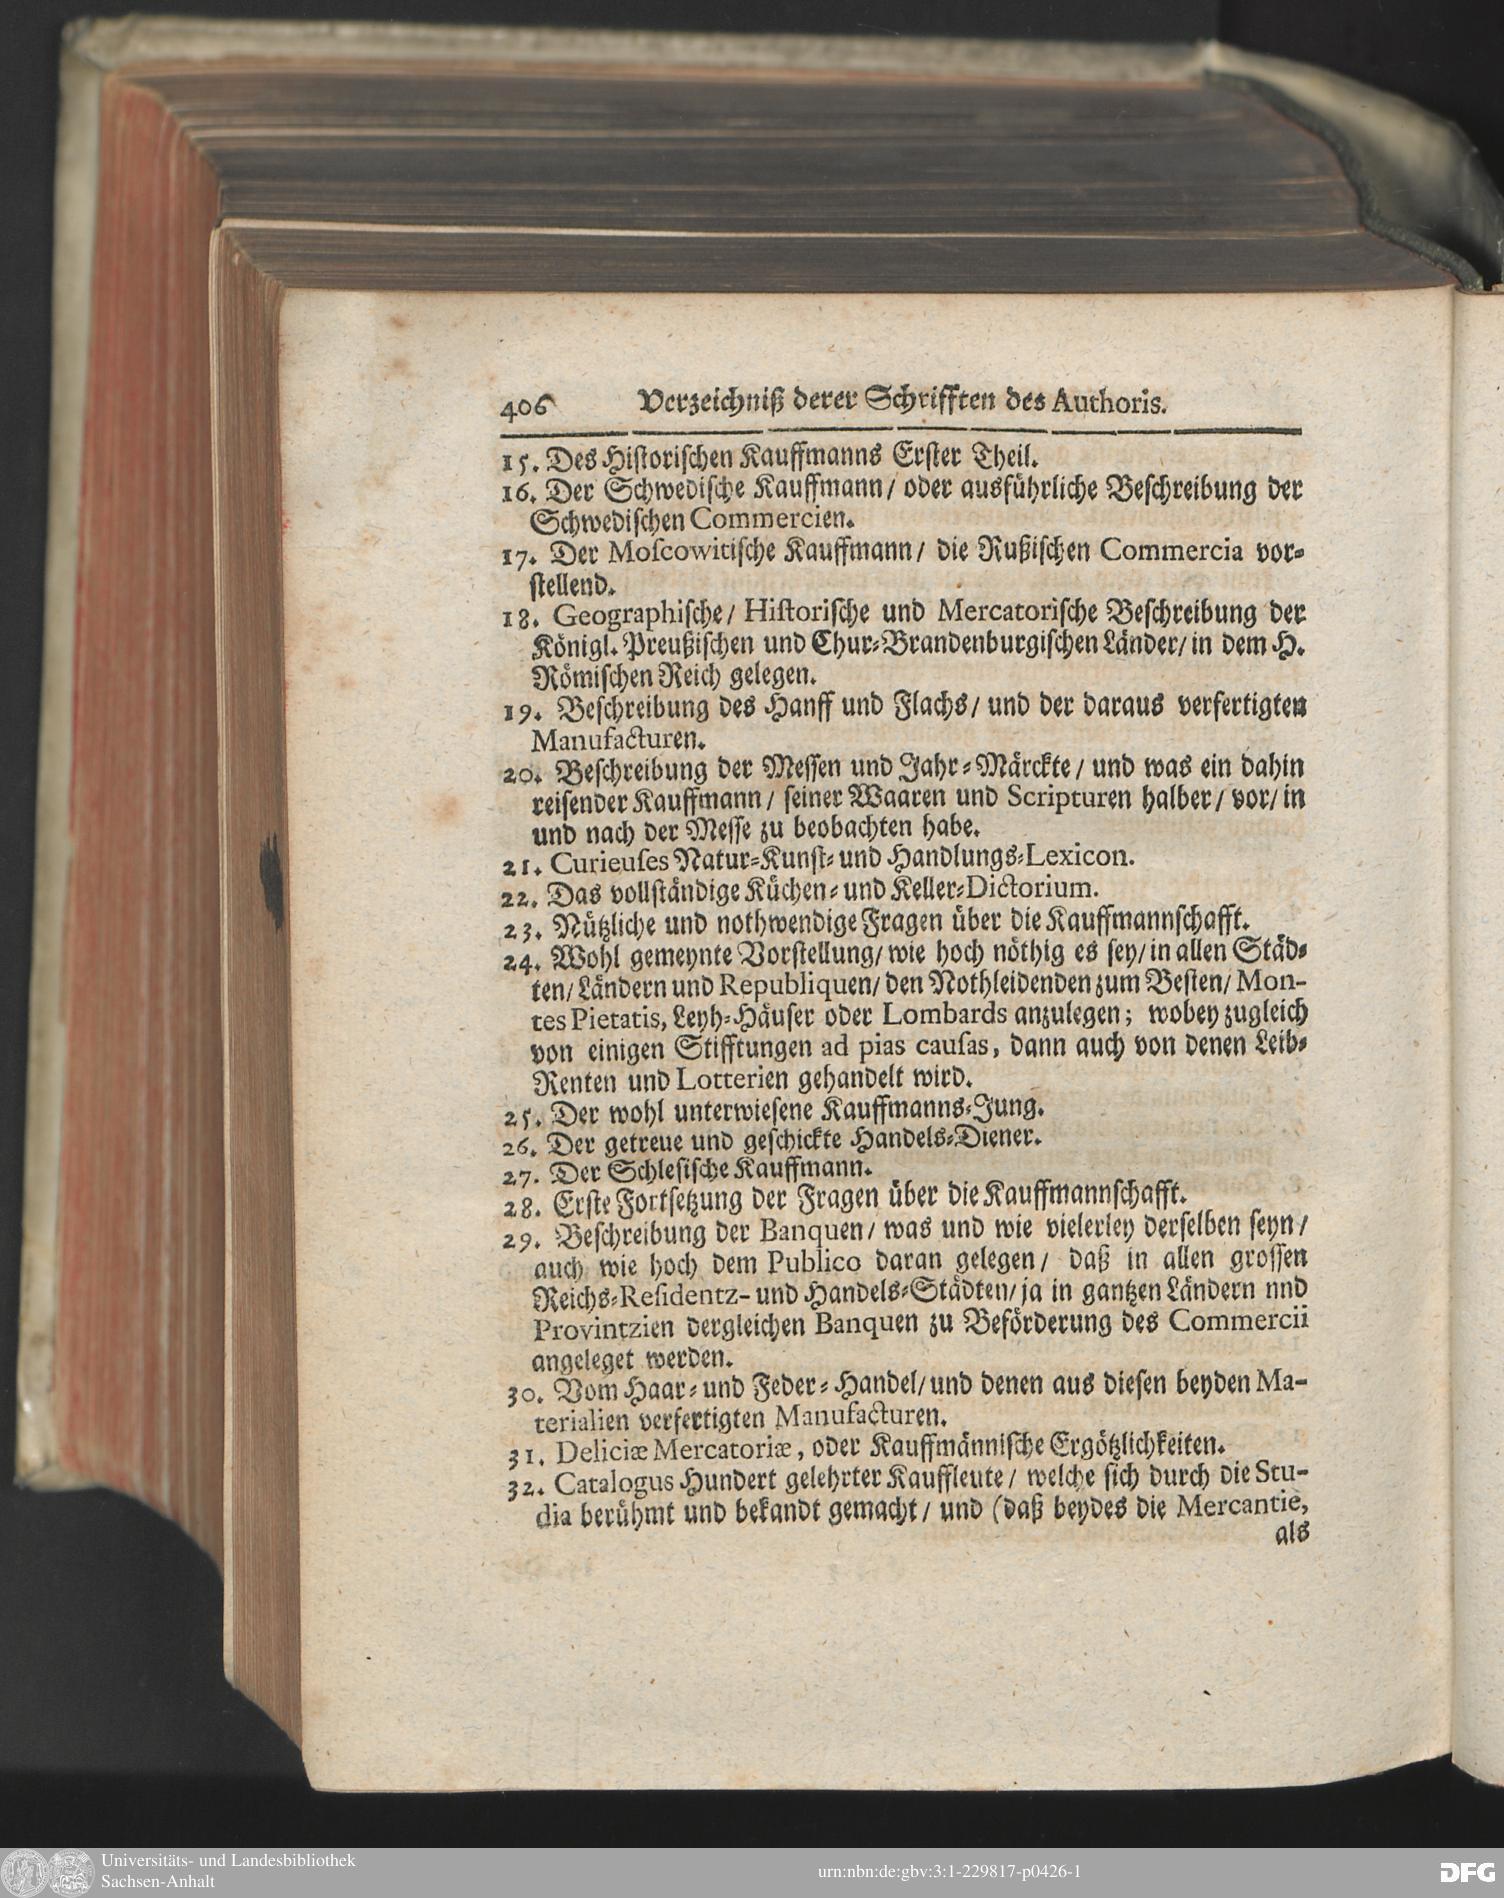 406 Verzeichniß derer Schrifften des Authoris.
15. Des Historischen Kauffmanns Erster Theil.
16. Der Schwedische Kauffmann/ oder ausführliche Beschreibung der
Schwedischen Commercien.
17. Der Moscowitische Kauffmann/ die Rußischen Commercia vor-
stellend.
18. Geographische/ Historische und Mercatorische Beschreibung der
Königl. Preußischen und Chur-Brandenburgischen Länder/ in dem H.
Römischen Reich gelegen.
19. Beschreibung des Hanff und Flachs/ und der daraus verfertigten
Manufacturen.
20. Beschreibung der Messen und Jahr-Märckte/ und was ein dahin
reisender Kauffmann/ seiner Waaren und Scripturen halber/ vor/ in
und nach der Messe zu beobachten habe.
21. Curieuses Natur-Kunst- und Handlungs-Lexicon.
22. Das vollständige Küchen- und Keller-Dictorium.
23. Nützliche und nothwendige Fragen über die Kauffmannschafft.
24. Wohl gemeynte Vorstellung/ wie hoch nöthig es sey/ in allen Städ-
ten/ Ländern und Republiquen/ den Nothleidenden zum Besten/ Mon-
tes Pietatis, Leyh-Häuser oder Lombards anzulegen; wobey zugleich
von einigen Stifftungen ad pias causas, dann auch von denen Leib-
Renten und Lotterien gehandelt wird.
25. Der wohl unterwiesene Kauffmanns-Jung.
26. Der getreue und geschickte Handels-Diener.
27. Der Schlesische Kauffmann.
28. Erste Fortsetzung der Fragen über die Kauffmannschafft.
29. Beschreibung der Banquen/ was und wie vielerley derselben seyn/
auch wie hoch dem Publico daran gelegen/ daß in allen grossen
Reichs-Residentz- und Handels-Städten/ ja in gantzen Ländern nnd
Provintzien dergleichen Banquen zu Beförderung des Commercii
angeleget werden.
30. Vom Haar- und Feder-Handel/ und denen aus diesen beyden Ma-
terialien verfertigten Manufacturen.
31. Deliciæ Mercatoriæ, oder Kauffmännische Ergötzlichkeiten.
32. Catalogus Hundert gelehrter Kauffleute/ welche sich durch die Stu-
dia berühmt und bekandt gemacht/ und (daß beydes die Mercantie,
als
Universitäts- und Landesbibliothek
Sachsen-Anhalt
urn:nbn:de:gbv:3:1-229817-p0426-1
DFG